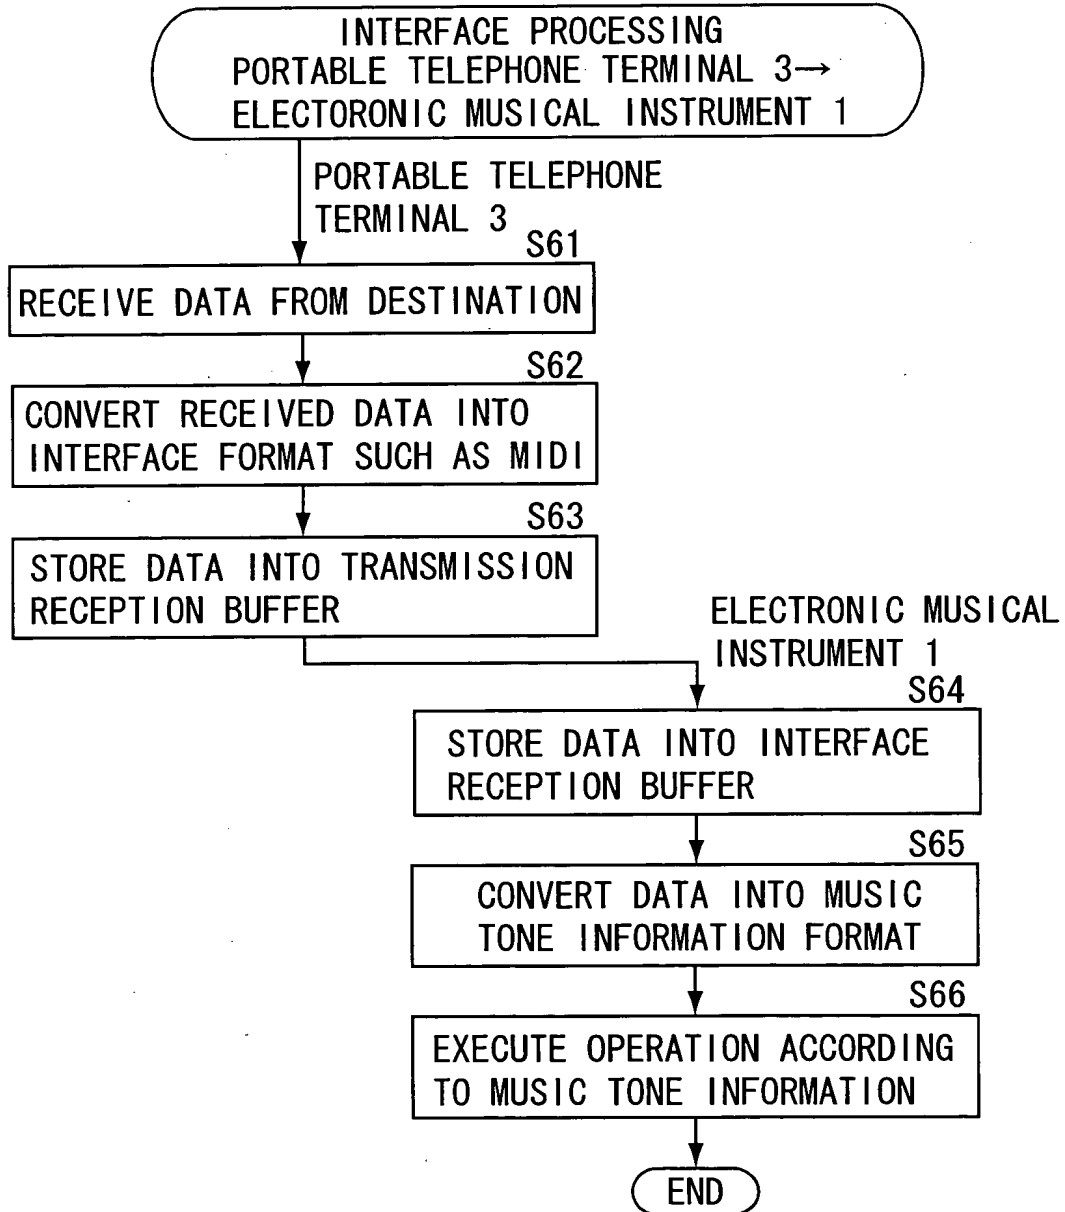 INTERFACE PROCESSING
PORTABLE TELEPHONE TERMINAL 3→
ELECTORONIC MUSICAL INSTRUMENT 1
PORTABLE TELEPHONE
TERMINAL 3
S61
RECEIVE DATA FROM DESTINATION
S62
CONVERT RECEIVED DATA INTO
INTERFACE FORMAT SUCH AS MIDI
S63
STORE DATA INTO TRANSMISSION
RECEPTION BUFFER
ELECTRONIC MUSICAL
INSTRUMENT 1
S64
STORE DATA INTO INTERFACE
RECEPTION BUFFER
S65
CONVERT DATA INTO MUSIC
TONE INFORMATION FORMAT
S66
EXECUTE OPERATION ACCORDING
TO MUSIC TONE INFORMATION
END